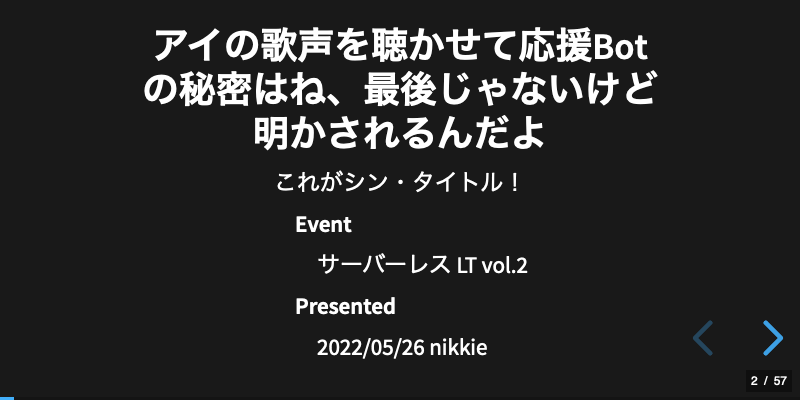 アイの歌声を聴かせて応援Bot
の秘密はね、最後じゃないけど
明かされるんだよ
これがシン・タイトル！
Event
サーバーレス LT vol.2
Presented
2022/05/26 nikkie
2 / 57